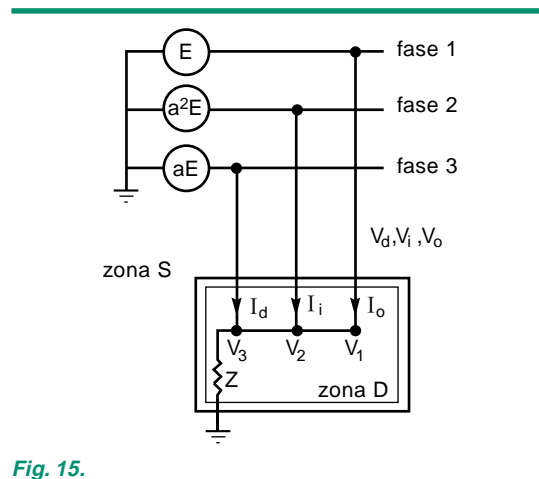 E fase 1
a²E fase 2
aE fase 3
V_d,V_i ,V_o
zona S
I_d I_i I_o
V_3 V_2 V_1
Z
zona D
Fig. 15.